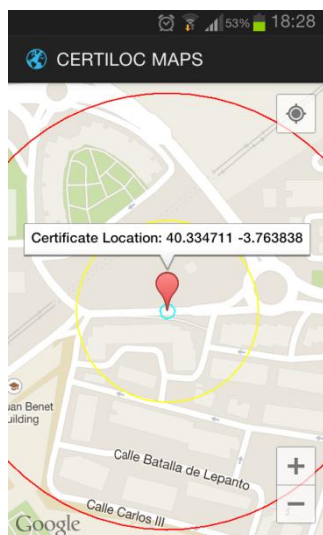 53% 18:28
CERTILOC MAPS
Certificate Location: 40.334711 -3.763838
uan Benet
uilding
Calle Batalla de Lepanto
Calle Carlos III
+
−
Google